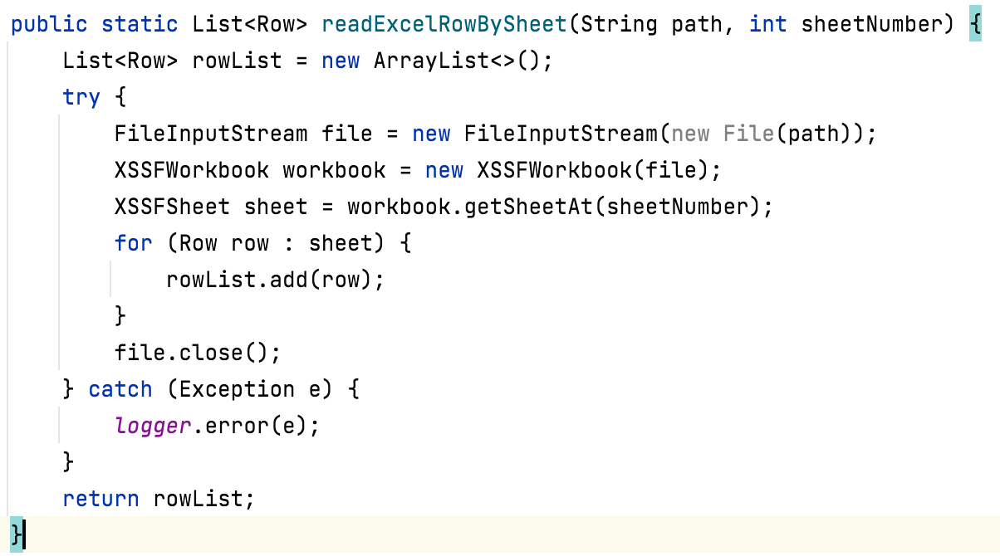 public static List<Row> readExcelRowBySheet(String path, int sheetNumber) {
    List<Row> rowList = new ArrayList<>();
    try {
        FileInputStream file = new FileInputStream(new File(path));
        XSSFWorkbook workbook = new XSSFWorkbook(file);
        XSSFSheet sheet = workbook.getSheetAt(sheetNumber);
        for (Row row : sheet) {
            rowList.add(row);
        }
        file.close();
    } catch (Exception e) {
        logger.error(e);
    }
    return rowList;
}